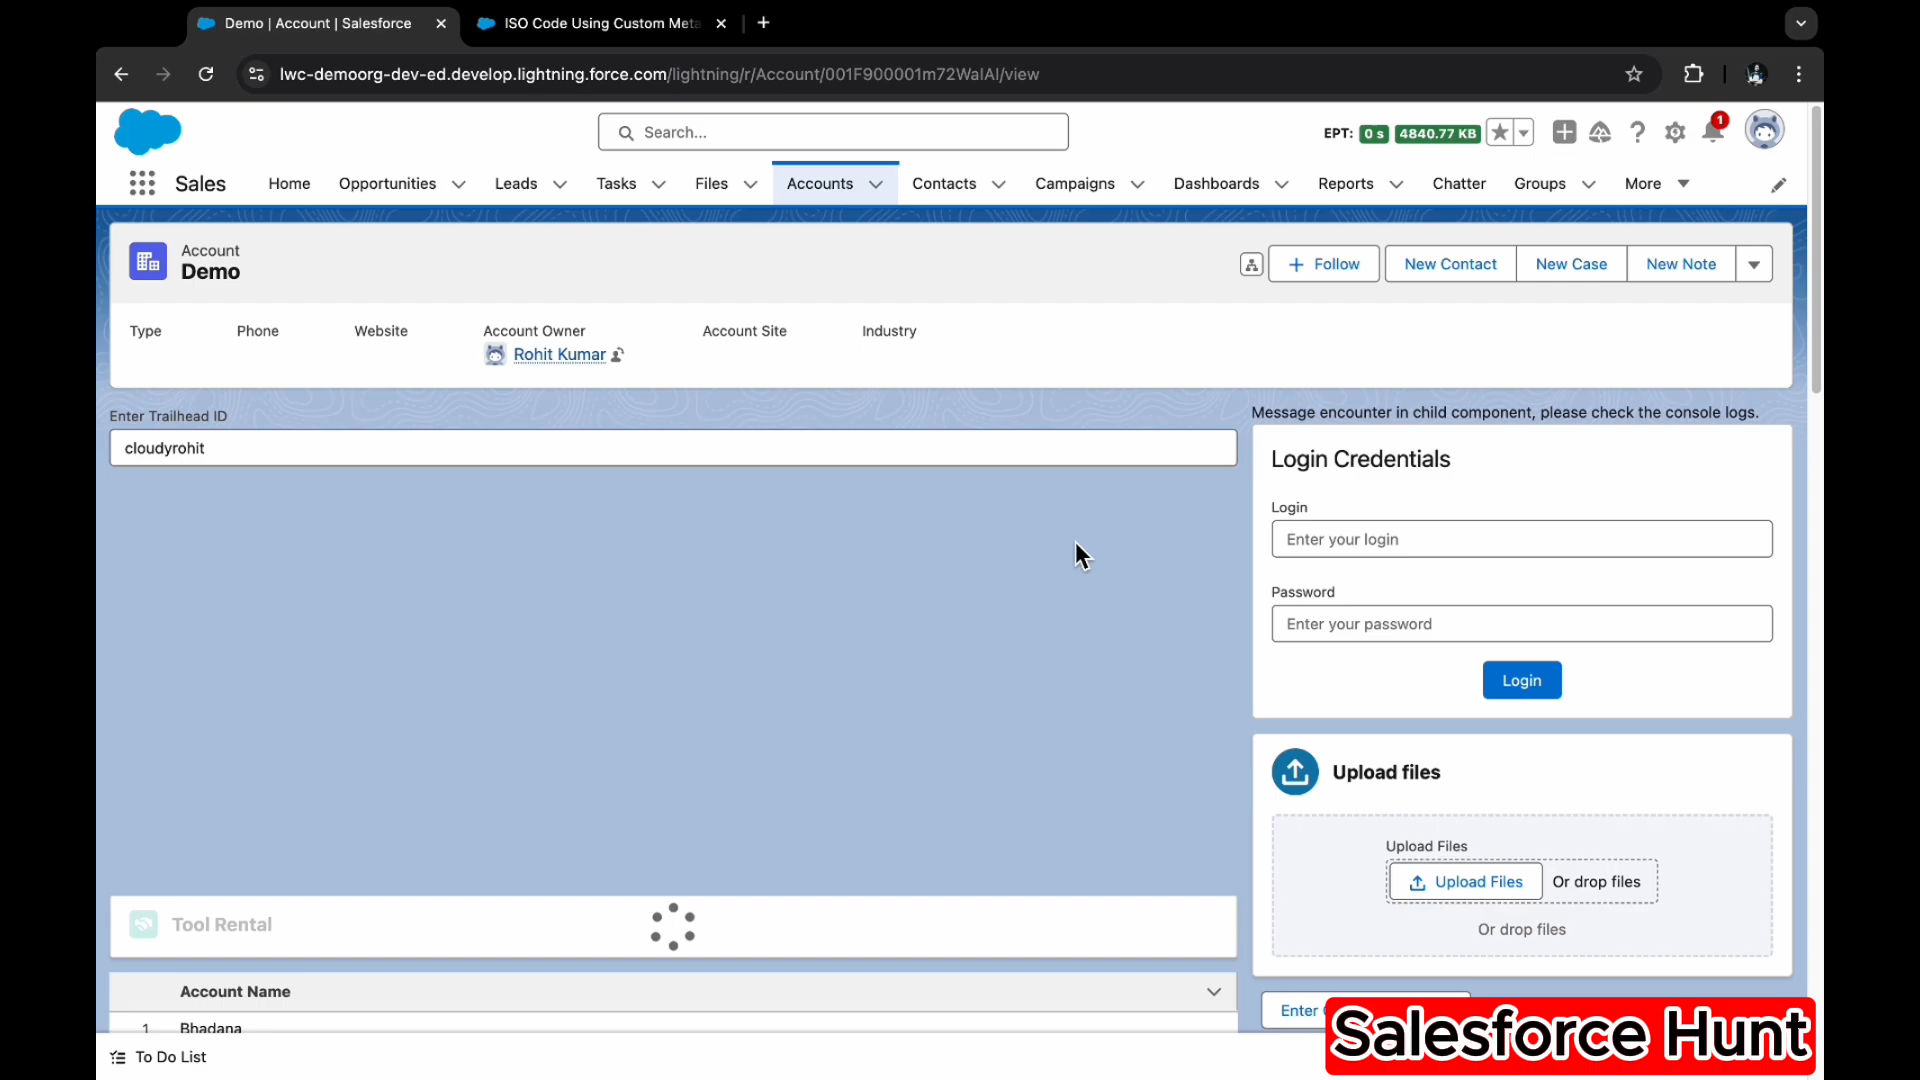 Demo | Account | Salesforce
ISO Code Using Custom Meta
lwc-demoorg-dev-ed.develop.lightning.force.com/lightning/r/Account/001F900001m72WaIAI/view
Search...
EPT: 0 s 4840.77 KB
1
Sales Home Opportunities Leads Tasks Files Accounts Contacts Campaigns Dashboards Reports Chatter Groups More
Account
Demo
Follow New Contact New Case New Note
Type Phone Website Account Owner Account Site Industry
Rohit Kumar
Enter Trailhead ID
cloudyrohit
Message encounter in child component, please check the console logs.
Login Credentials
Login
Enter your login
Password
Enter your password
Login
Upload files
Upload Files
Upload Files Or drop files
Or drop files
Tool Rental
Account Name
1 Bhadana
Enter
Salesforce Hunt
To Do List